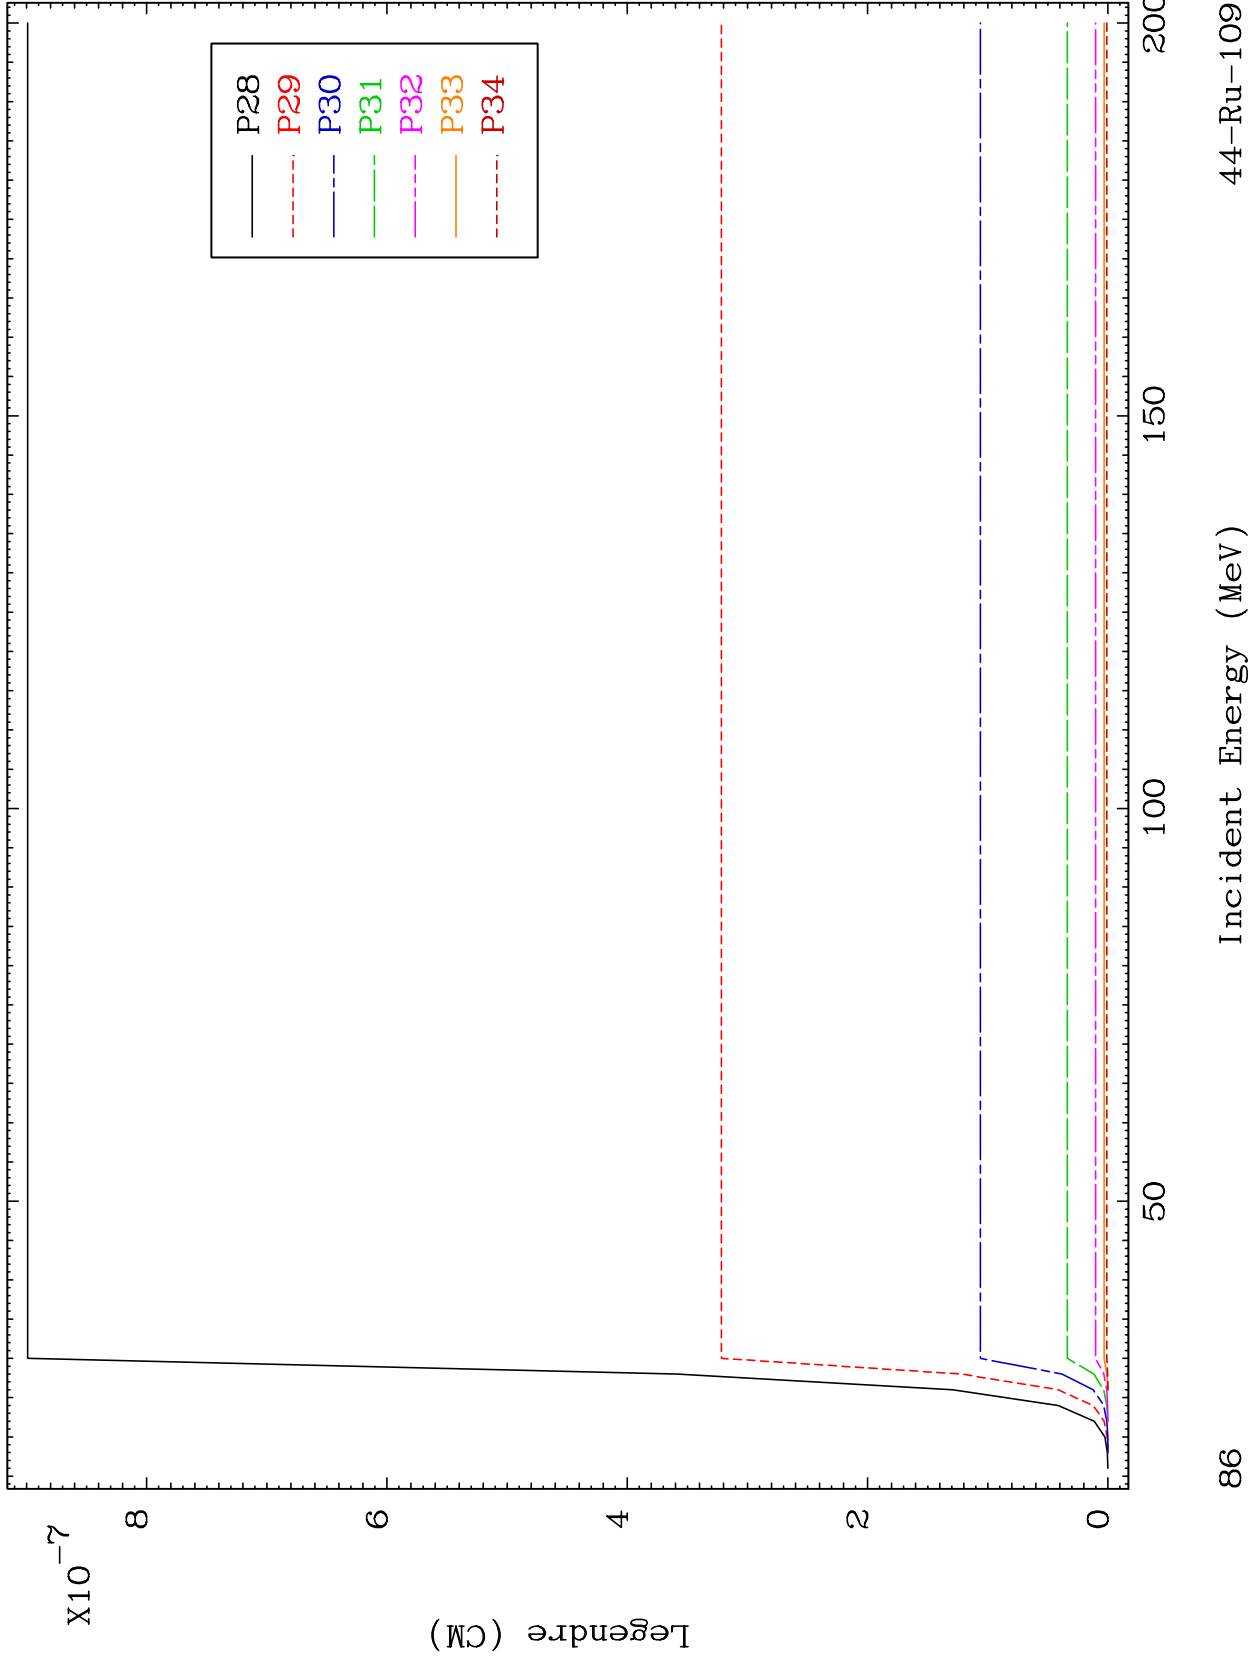 X10-7
8
6
4
2
0
Legendre (CM)
P28
P29
P30
P31
P32
P33
P34
50
100
150
200
Incident Energy (MeV)
86
44-Ru-109